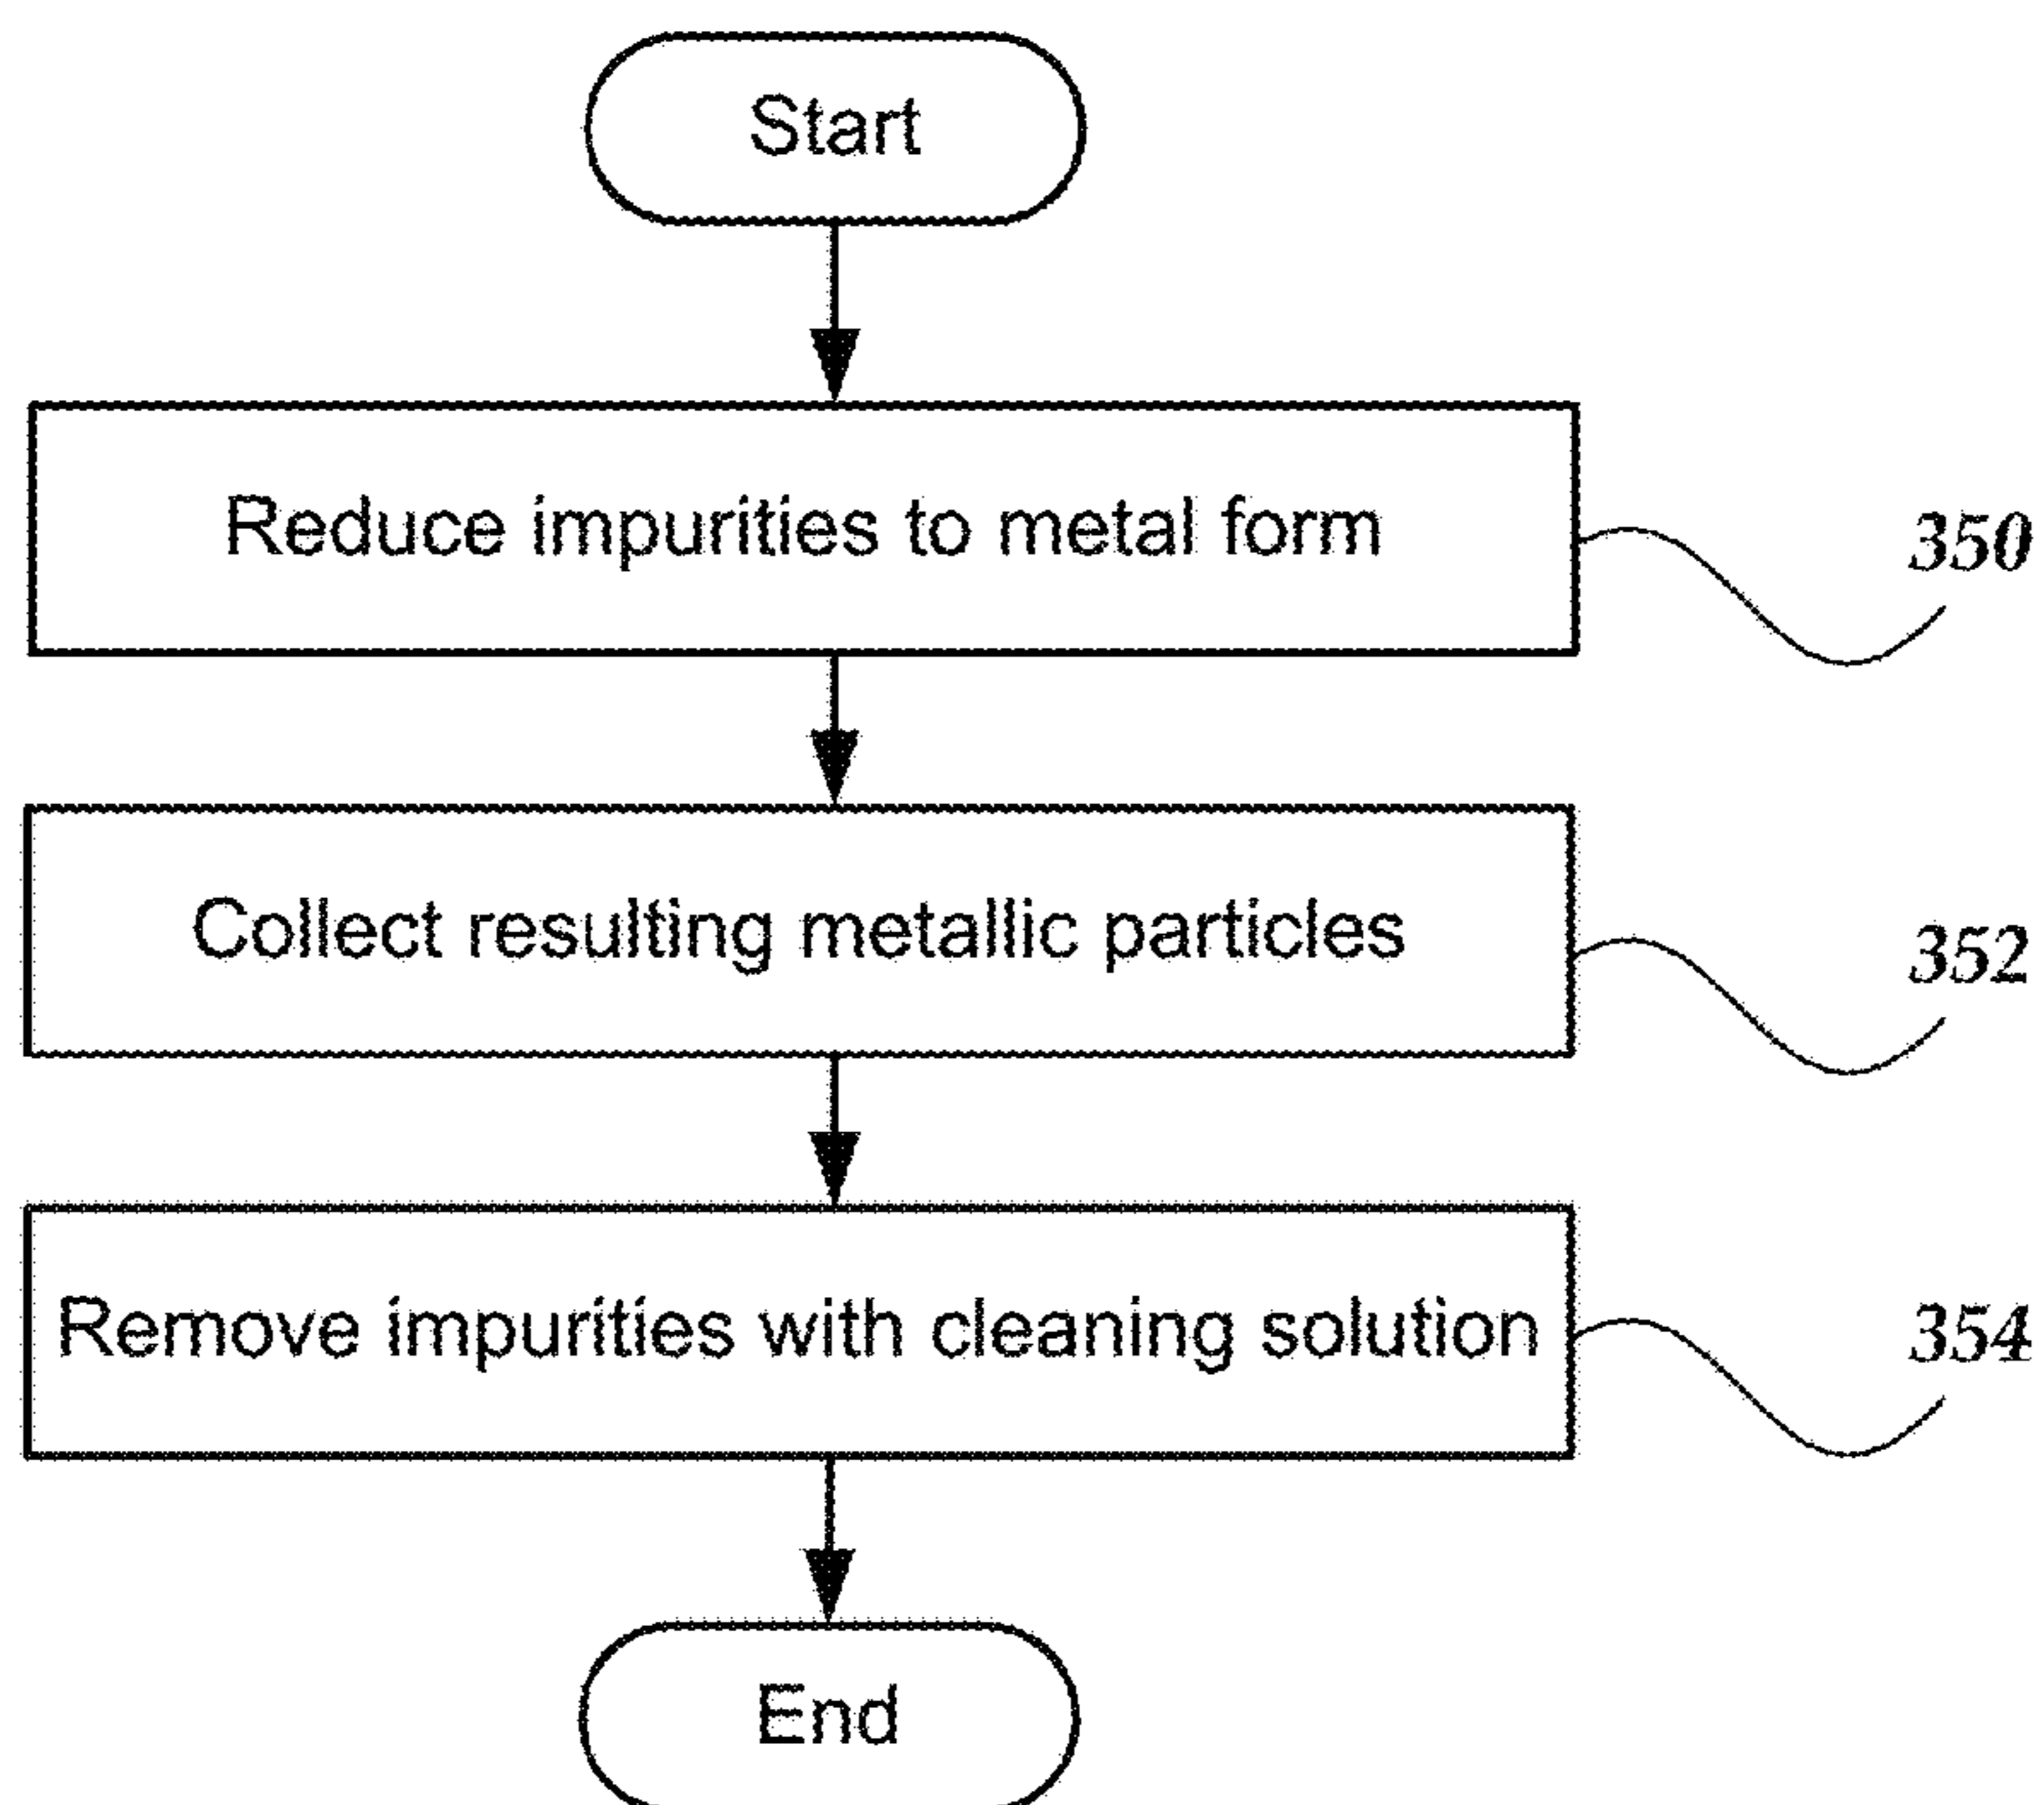 Start
Reduce impurities to metal form
350
Collect resulting metallic particles
352
Remove impurities with cleaning solution
354
End